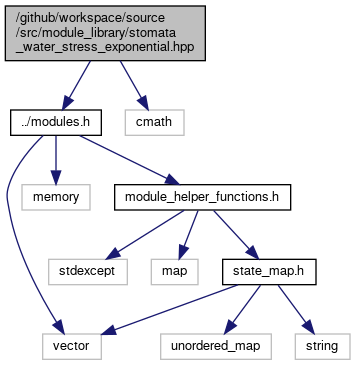 /github/workspace/source
/src/module_library/stomata
_water_stress_exponential.hpp
../modules.h
cmath
memory
module_helper_functions.h
stdexcept
map
state_map.h
vector
unordered_map
string